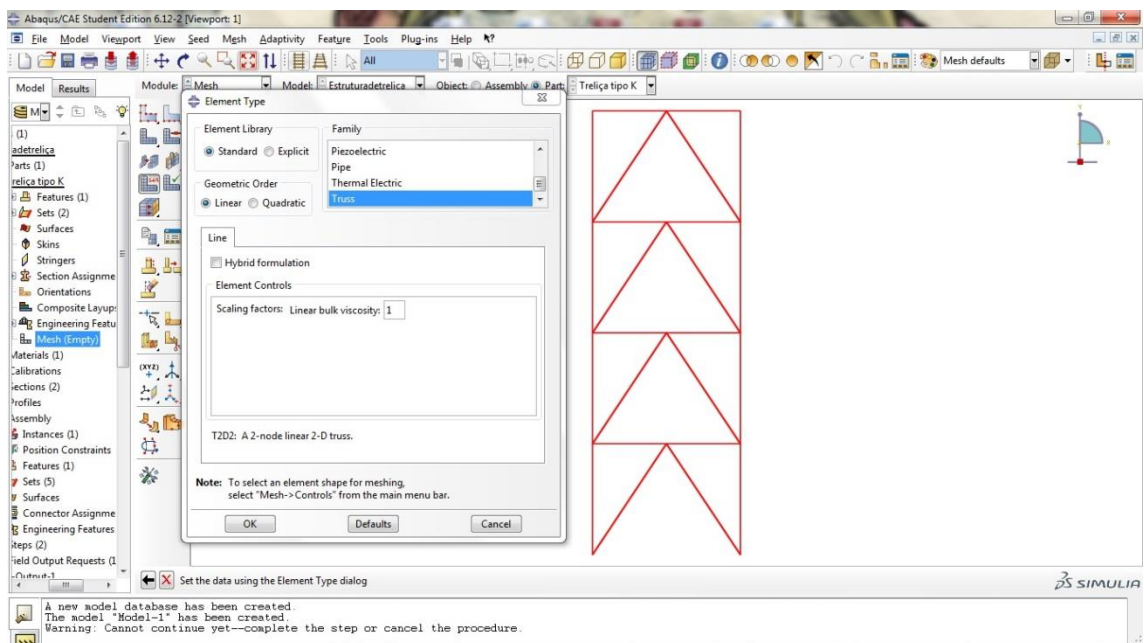 Abaqus/CAE Student Edition 6.12-2 [Viewport: 1]
File Model Viewport View Seed Mesh Adaptivity Feature Tools Plug-ins Help
All Mesh defaults
Model Results
Module: Mesh Model: Estruturadetrelica Object: Assembly Part: Treliça tipo K
(1)
adetreliça
Parts (1)
reliça tipo K
Features (1)
Sets (2)
Surfaces
Skins
Stringers
Section Assignme
Orientations
Composite Layup
Engineering Featu
Mesh (Empty)
Materials (1)
Calibrations
Sections (2)
Profiles
Assembly
Instances (1)
Position Constraints
Features (1)
Sets (5)
Surfaces
Connector Assignme
Engineering Features
Steps (2)
Field Output Requests (1
-Output-1
(XYZ)
Element Type
Element Library
Standard Explicit
Geometric Order
Linear Quadratic
Family
Piezoelectric
Pipe
Thermal Electric
Truss
Line
Hybrid formulation
Element Controls
Scaling factors: Linear bulk viscosity: 1
T2D2: A 2-node linear 2-D truss.
Note: To select an element shape for meshing,
select "Mesh->Controls" from the main menu bar.
OK Defaults Cancel
Set the data using the Element Type dialog
SIMULIA
A new model database has been created.
The model "Model-1" has been created.
Warning: Cannot continue yet--complete the step or cancel the procedure.